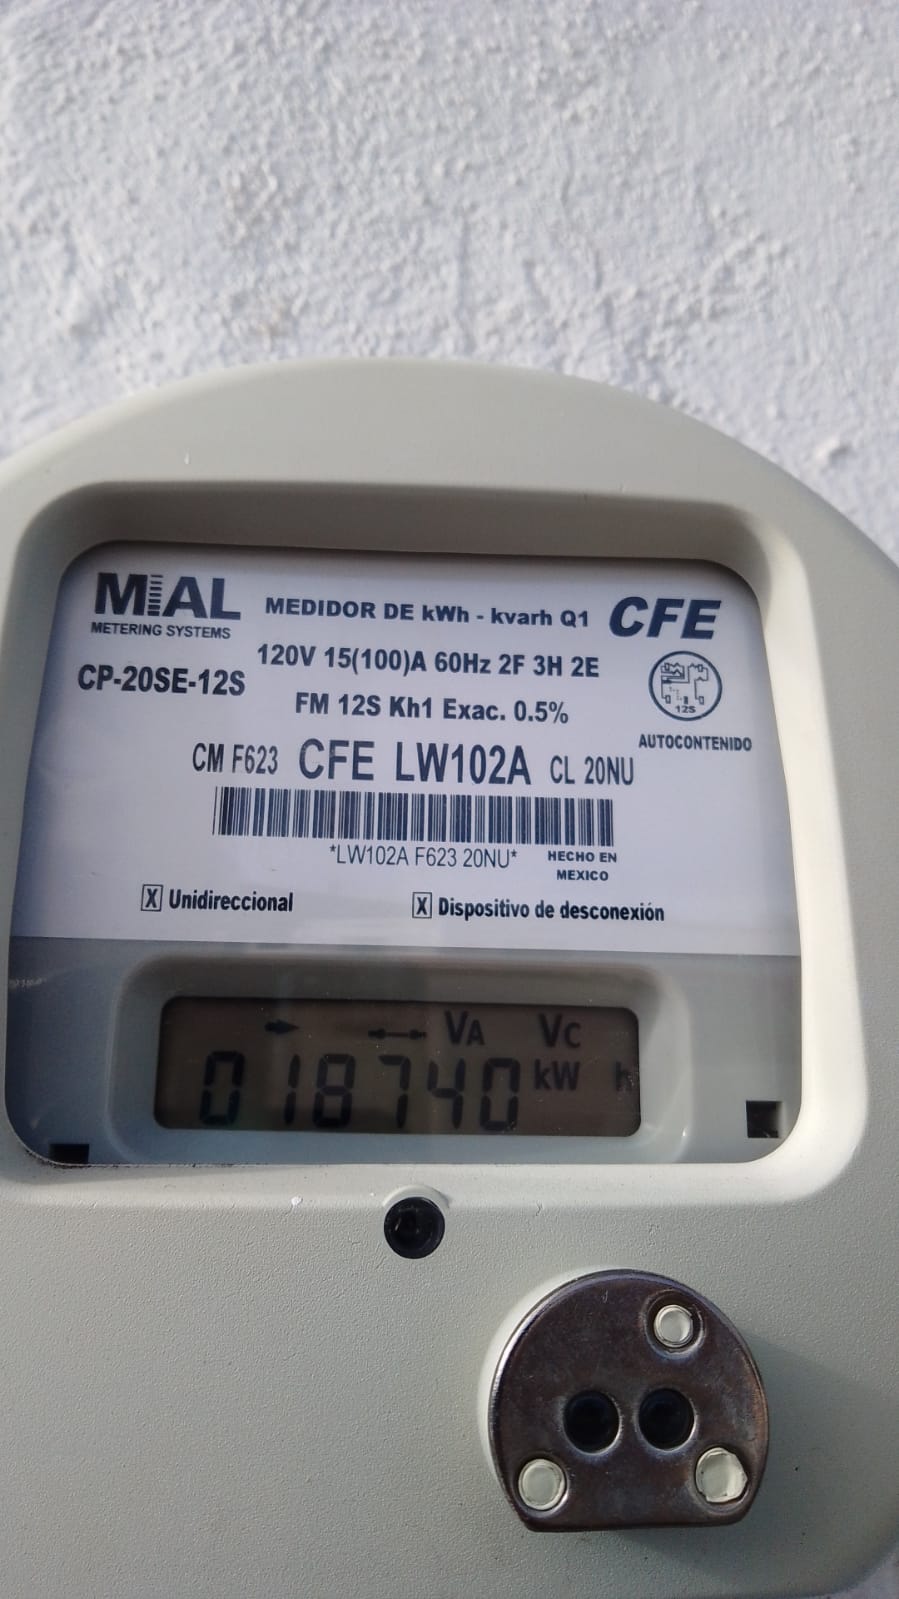 MIAL
METERING SYSTEMS
MEDIDOR DE kWh - kvarh Q1
CFE
CP-20SE-12S
120V 15(100)A 60Hz 2F 3H 2E
FM 12S Kh1 Exac. 0.5%
12S
AUTOCONTENIDO
CM F623 CFE LW102A CL 20NU
*LW102A F623 20NU*
HECHO EN
MEXICO
X Unidireccional
X Dispositivo de desconexión
VA VC
018740 kW h